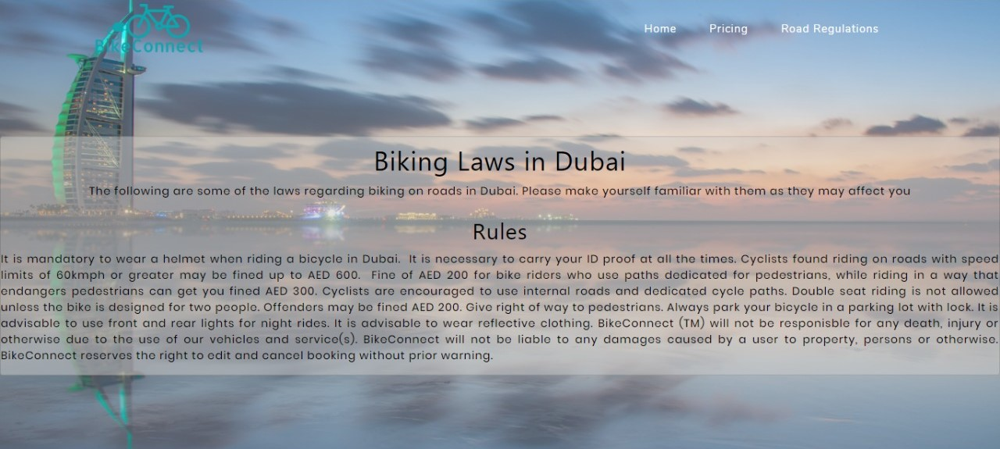 BikeConnect
Home Pricing Road Regulations
Biking Laws in Dubai
The following are some of the laws regarding biking on roads in Dubai. Please make yourself familiar with them as they may affect you
Rules
It is mandatory to wear a helmet when riding a bicycle in Dubai.  It is necessary to carry your ID proof at all the times. Cyclists found riding on roads with speed
limits of 60kmph or greater may be fined up to AED 600.  Fine of AED 200 for bike riders who use paths dedicated for pedestrians, while riding in a way that
endangers pedestrians can get you fined AED 300. Cyclists are encouraged to use internal roads and dedicated cycle paths. Double seat riding is not allowed
unless the bike is designed for two people. Offenders may be fined AED 200. Give right of way to pedestrians. Always park your bicycle in a parking lot with lock. It is
advisable to use front and rear lights for night rides. It is advisable to wear reflective clothing. BikeConnect (TM) will not be responisble for any death, injury or
otherwise due to the use of our vehicles and service(s). BikeConnect will not be liable to any damages caused by a user to property, persons or otherwise.
BikeConnect reserves the right to edit and cancel booking without prior warning.